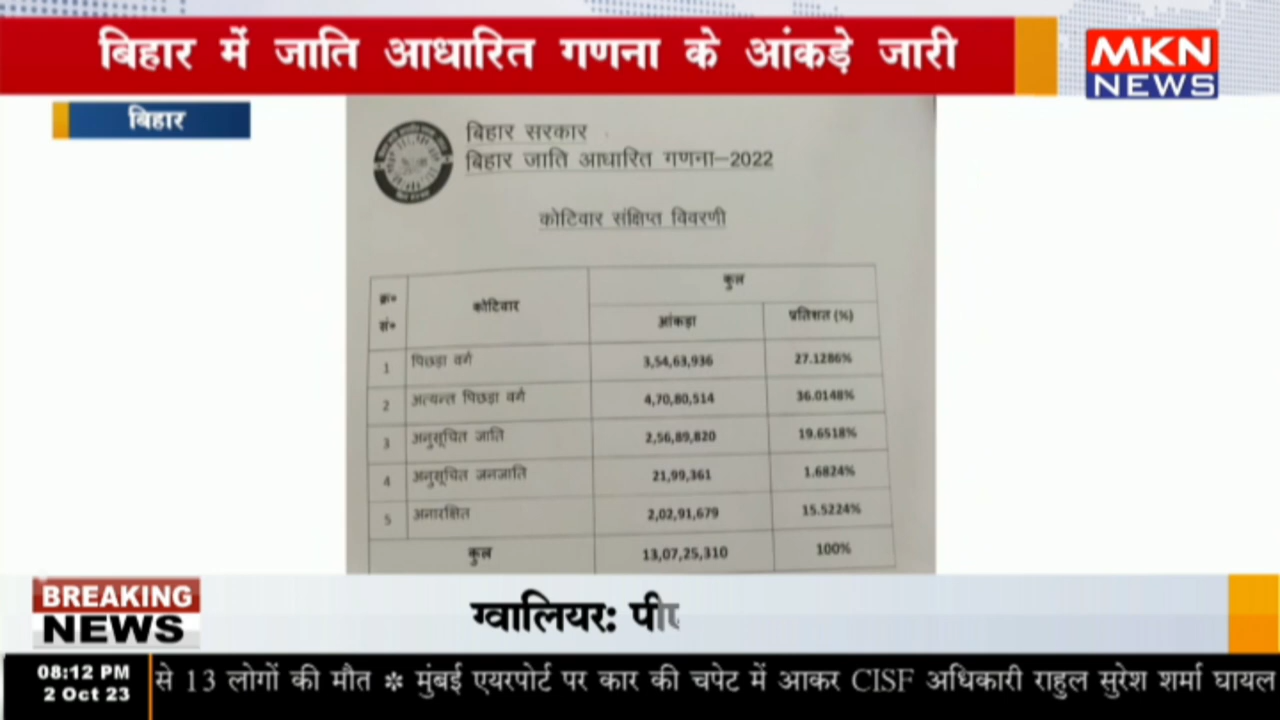 बिहार में जाति आधारित गणना के आंकड़े जारी
MKN
NEWS
बिहार
बिहार सरकार
बिहार जाति आधारित गणना-2022
कोटिवार संक्षिप्त विवरणी
क्र०
सं०
कोटिवार
कुल
आंकड़ा
प्रतिशत (%)
1 पिछड़ा वर्ग 3,54,63,936 27.1286%
2 अत्यन्त पिछड़ा वर्ग 4,70,80,514 36.0148%
3 अनुसूचित जाति 2,56,89,820 19.6518%
4 अनुसूचित जनजाति 21,99,361 1.6824%
5 अनारक्षित 2,02,91,679 15.5224%
कुल 13,07,25,310 100%
BREAKING
NEWS
ग्वालियर:
08:12 PM
2 Oct 23
से 13 लोगों की मौत * मुंबई एयरपोर्ट पर कार की चपेट में आकर CISF अधिकारी राहुल सुरेश शर्मा घायल